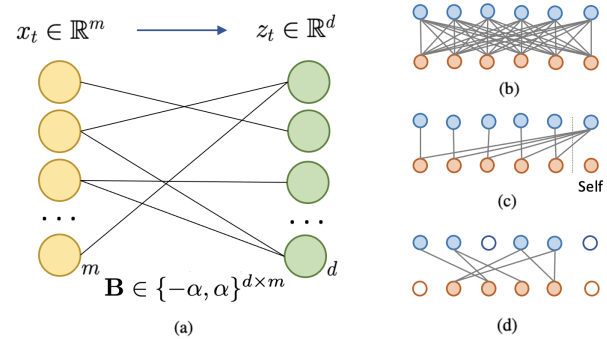 x_t ∈ ℝ^m
z_t ∈ ℝ^d
. . .
. . .
m
d
B ∈ {−α, α}^{d×m}
(a)
(b)
Self
(c)
(d)